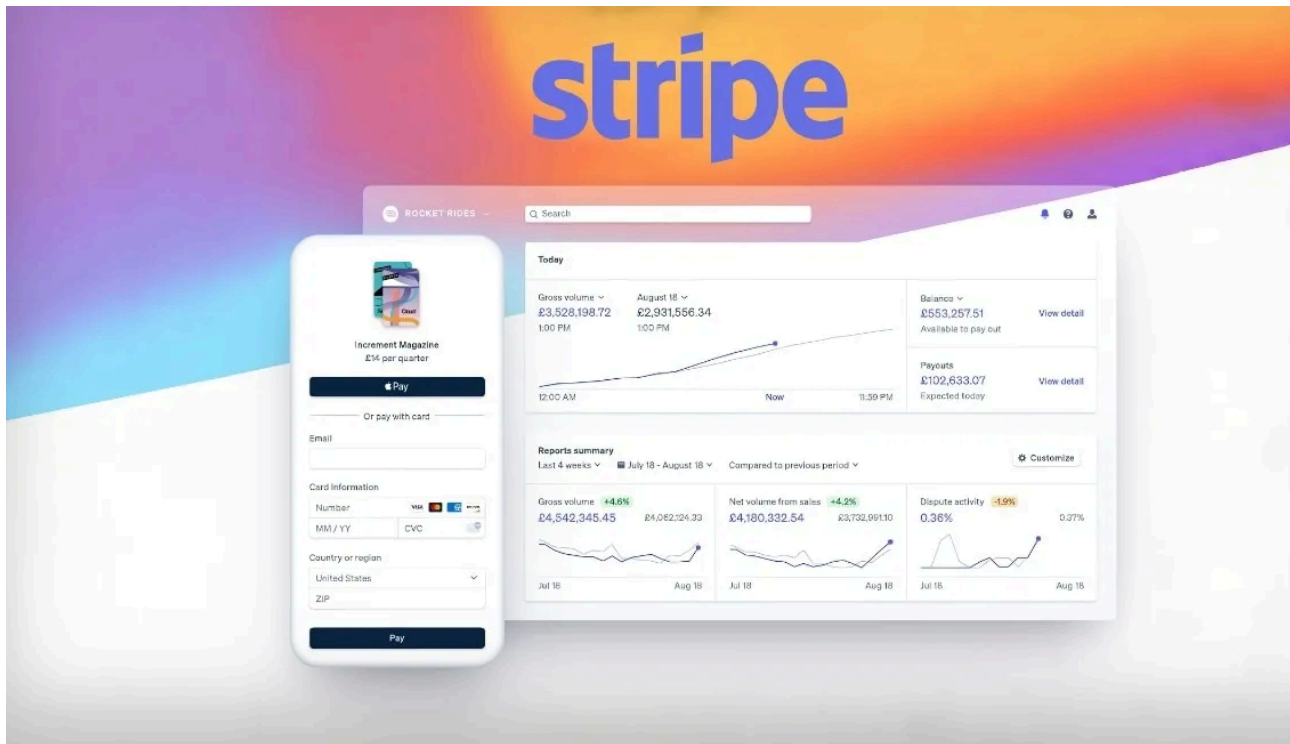 stripe
ROCKET RIDES
Search
Increment Magazine
£14 per quarter
Pay
Or pay with card
Email
Card information
Number
VISA
MM / YY
CVC
Country or region
United States
ZIP
Pay
Cloud
Today
Gross volume
August 18
£3,528,198.72
£2,931,556.34
1:00 PM
1:00 PM
12:00 AM
Now
11:59 PM
Balance
£553,257.51
View detail
Available to pay out
Payouts
£102,633.07
View detail
Expected today
Reports summary
Last 4 weeks
July 18 - August 18
Compared to previous period
Customize
Gross volume +4.6%
£4,542,345.45
£4,062,124.33
Jul 18
Aug 18
Net volume from sales +4.2%
£4,180,332.54
£3,732,991.10
Jul 18
Aug 18
Dispute activity -1.9%
0.36%
0.37%
Jul 18
Aug 18